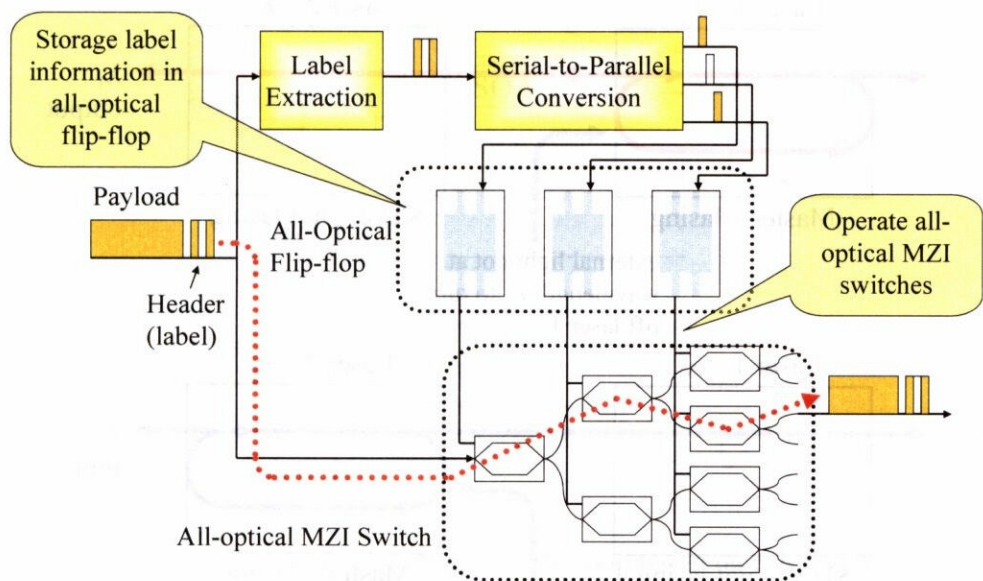 Storage label
information in
all-optical
flip-flop
Label
Extraction
Serial-to-Parallel
Conversion
Payload
All-Optical
Flip-flop
Header
(label)
Operate all-
optical MZI
switches
All-optical MZI Switch